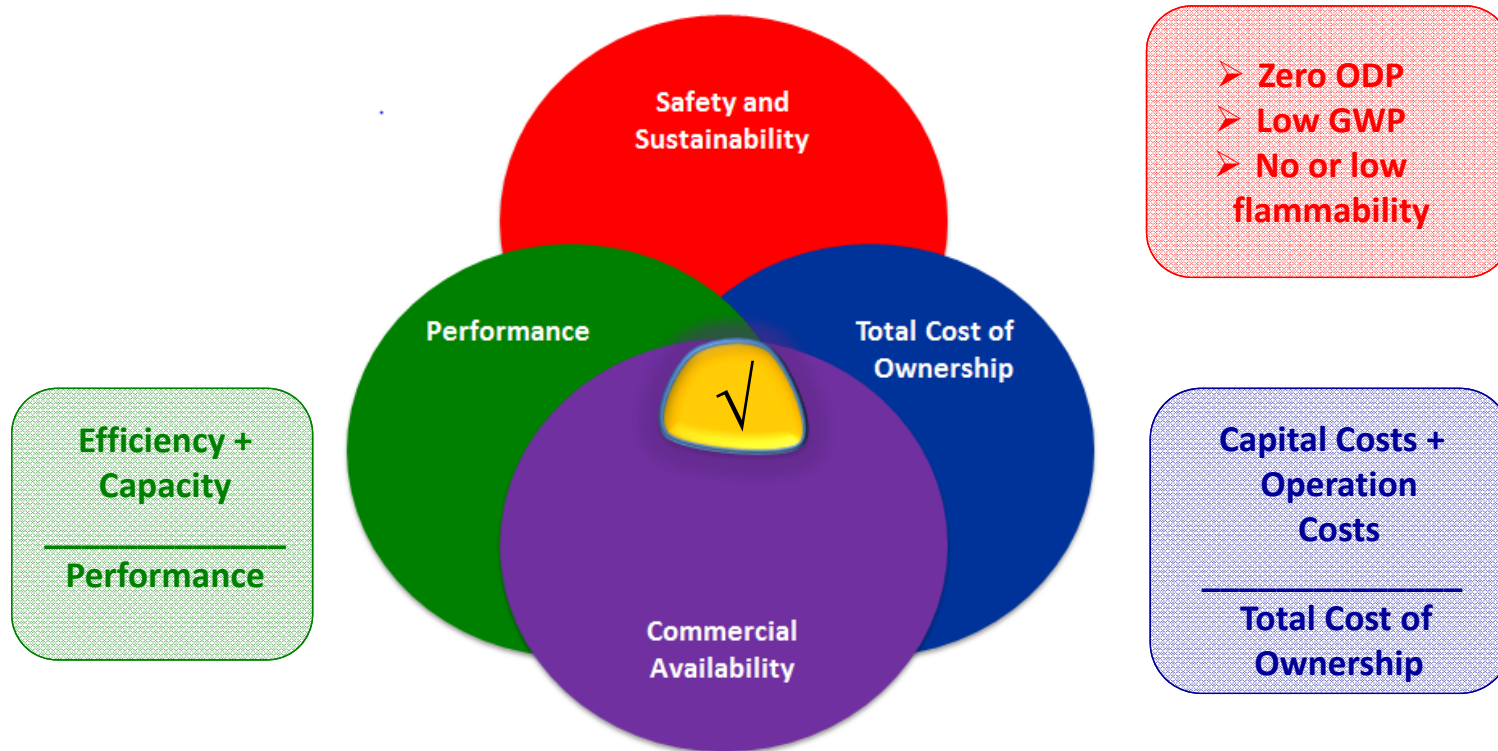 Safety and
Sustainability
➢ Zero ODP
➢ Low GWP
➢ No or low
flammability
Performance
Total Cost of
Ownership
√
Efficiency +
Capacity
Performance
Capital Costs +
Operation
Costs
Total Cost of
Ownership
Commercial
Availability